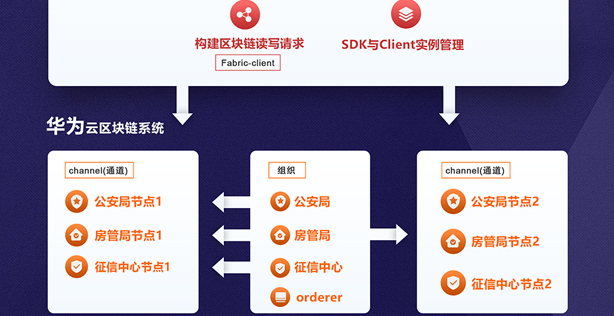 构建区块链读写请求
SDK与Client实例管理
Fabric-client
华为云区块链系统
channel(通道)
公安局节点1
房管局节点1
征信中心节点1
组织
公安局
房管局
征信中心
orderer
channel(通道)
公安局节点2
房管局节点2
征信中心节点2